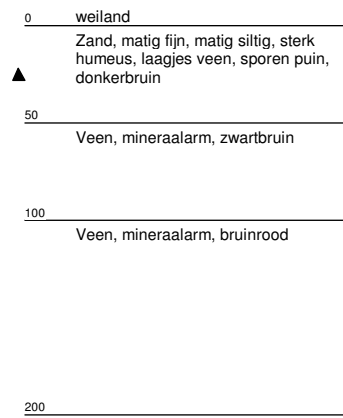 0 weiland
Zand, matig fijn, matig siltig, sterk
humeus, laagjes veen, sporen puin,
donkerbruin
50
Veen, mineraalarm, zwartbruin
100
Veen, mineraalarm, bruinrood
200